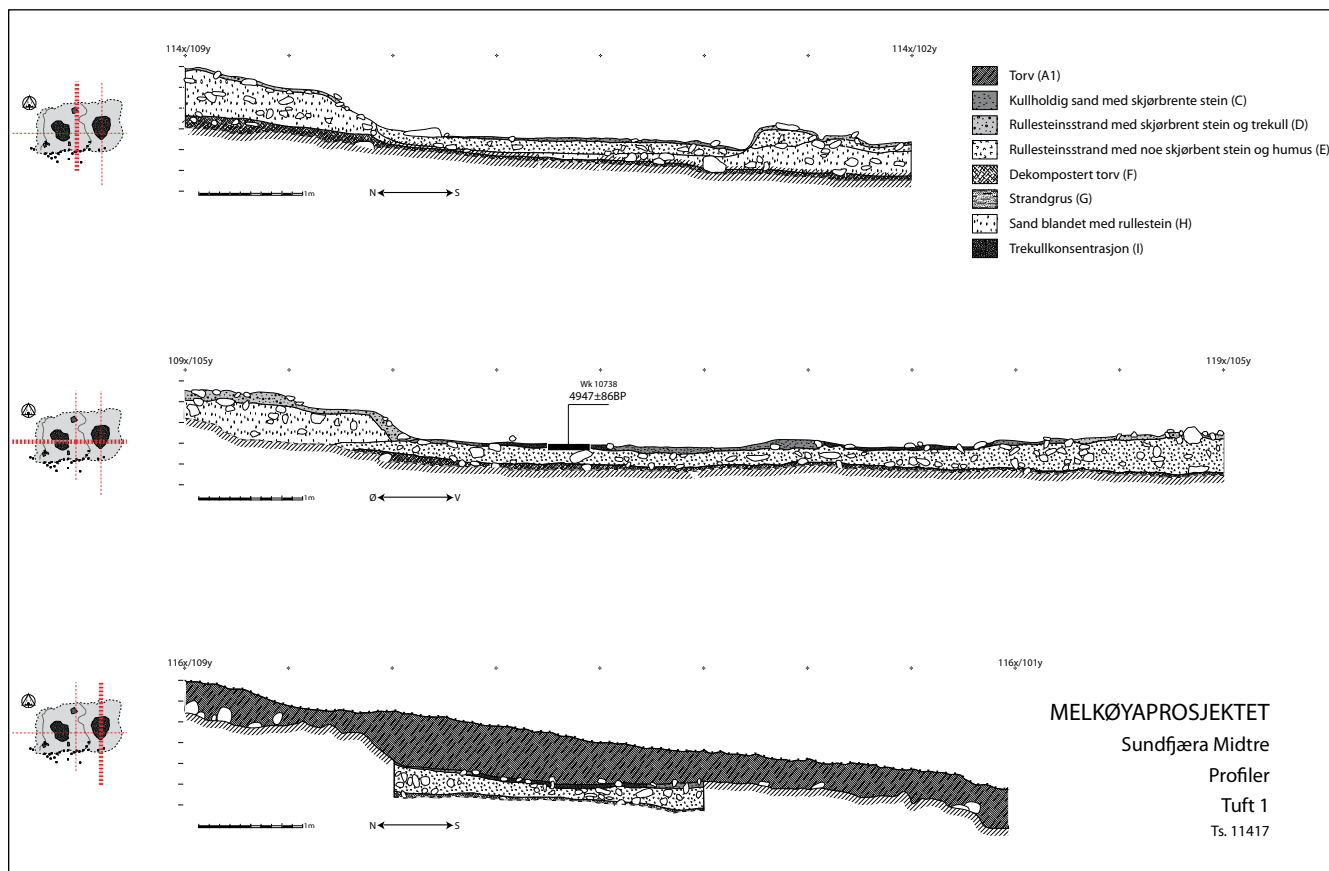 114x/109y
114x/102y
1m
N S
Torv (A1)
Kullholdig sand med skjørbrente stein (C)
Rullesteinsstrand med skjørbrent stein og trekull (D)
Rullesteinsstrand med noe skjørbent stein og humus (E)
Dekompostert torv (F)
Strandgrus (G)
Sand blandet med rullestein (H)
Trekullkonsentrasjon (I)
109x/105y
119x/105y
Wk 10738
4947±86BP
1m
Ø V
116x/109y
116x/101y
1m
N S
MELKØYAPROSJEKTET
Sundfjæra Midtre
Profiler
Tuft 1
Ts. 11417